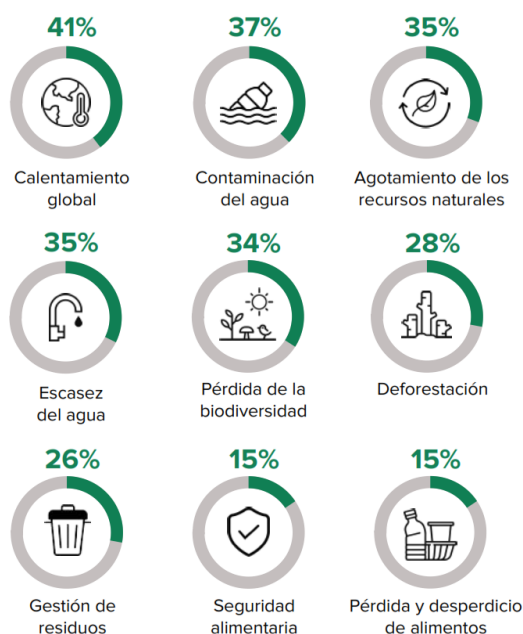 41%
Calentamiento
global
37%
Contaminación
del agua
35%
Agotamiento de los
recursos naturales
35%
Escasez
del agua
34%
Pérdida de la
biodiversidad
28%
Deforestación
26%
Gestión de
residuos
15%
Seguridad
alimentaria
15%
Pérdida y desperdicio
de alimentos